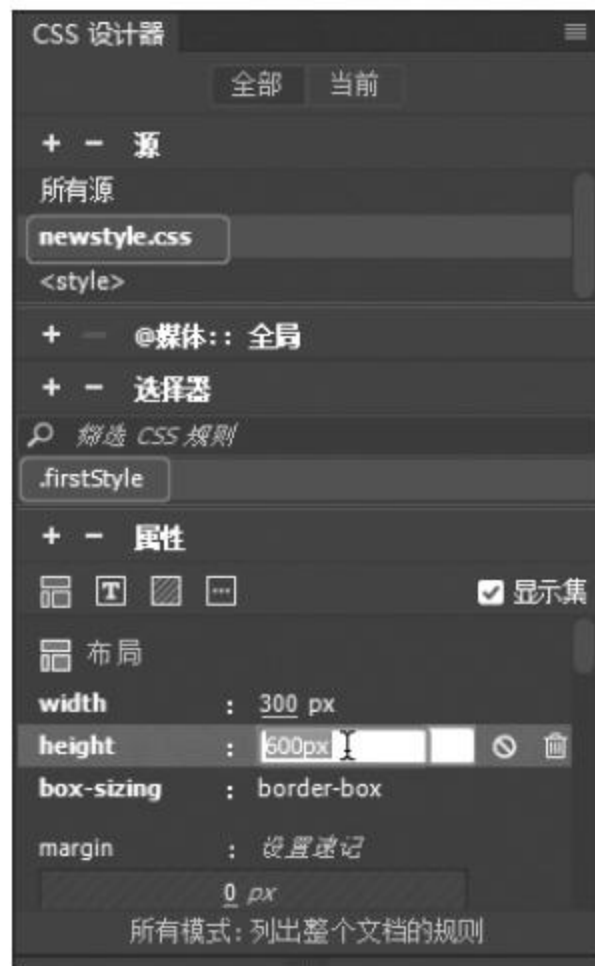 CSS 设计器
全部 当前
+ - 源
所有源
newstyle.css
<style>
+ - @媒体:: 全局
+ - 选择器
筛选 CSS 规则
.firstStyle
+ - 属性
T 显示集
布局
width : 300 px
height : 600px
box-sizing : border-box
margin : 设置速记
0 px
所有模式: 列出整个文档的规则